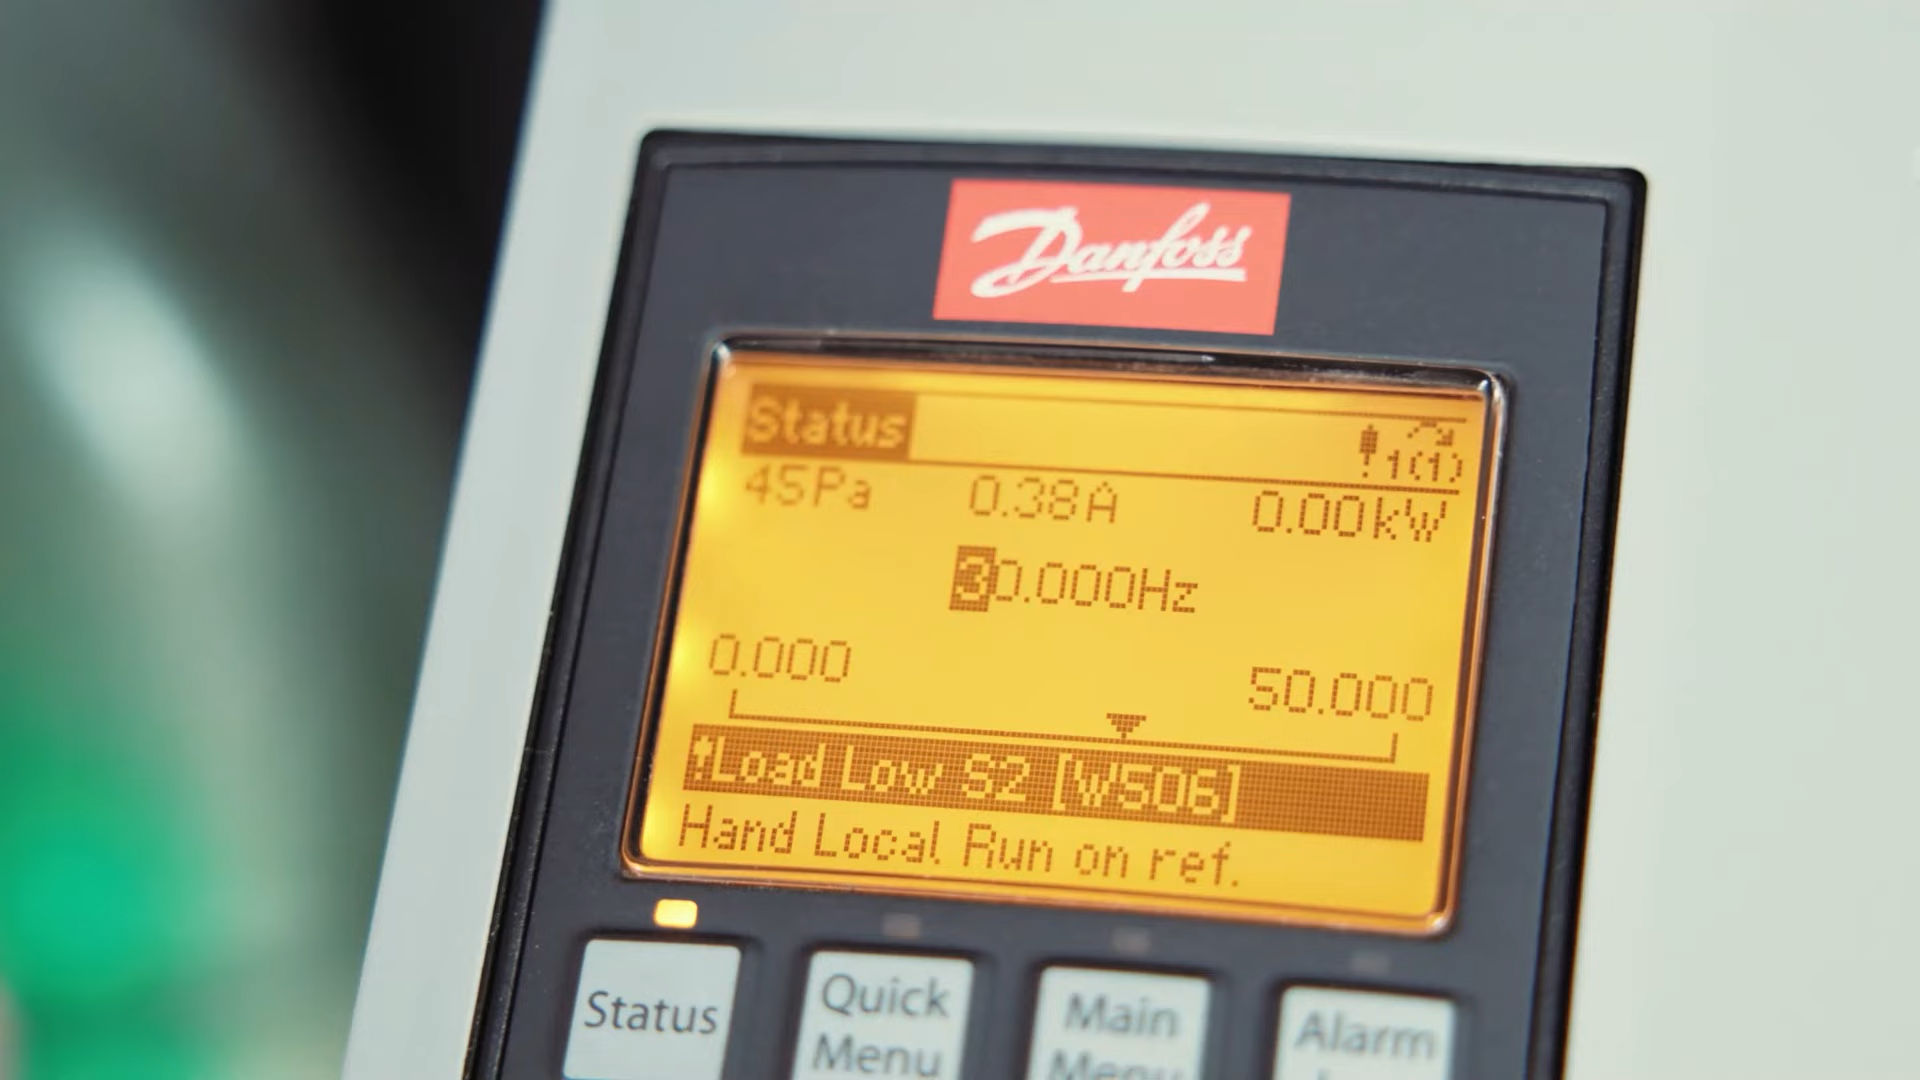 Danfoss
Status
!1(1)
45Pa 0.38A 0.00kW
30.000Hz
0.000 50.000
!Load Low S2 [W506]
Hand Local Run on ref.
Status Quick Menu Main Menu Alarm